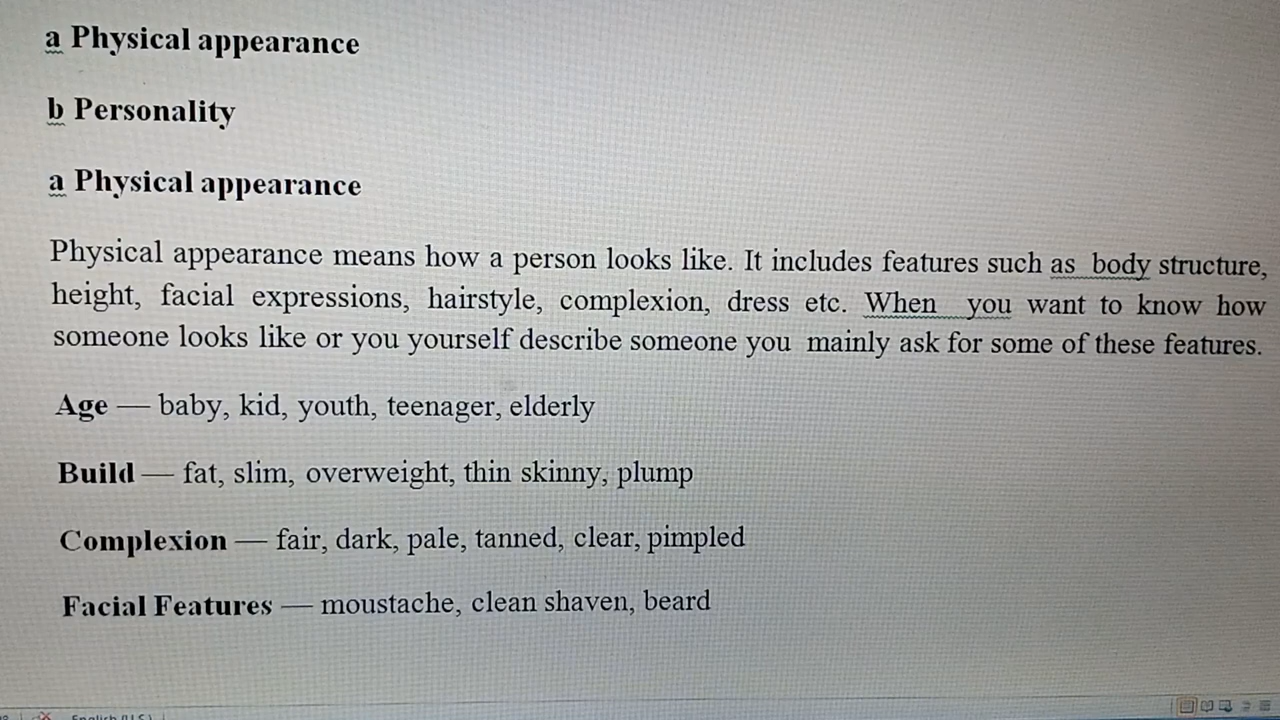 a Physical appearance
b Personality
a Physical appearance
Physical appearance means how a person looks like. It includes features such as body structure,
height, facial expressions, hairstyle, complexion, dress etc. When you want to know how
someone looks like or you yourself describe someone you mainly ask for some of these features.
Age — baby, kid, youth, teenager, elderly
Build — fat, slim, overweight, thin skinny, plump
Complexion — fair, dark, pale, tanned, clear, pimpled
Facial Features — moustache, clean shaven, beard
English (U.S.)